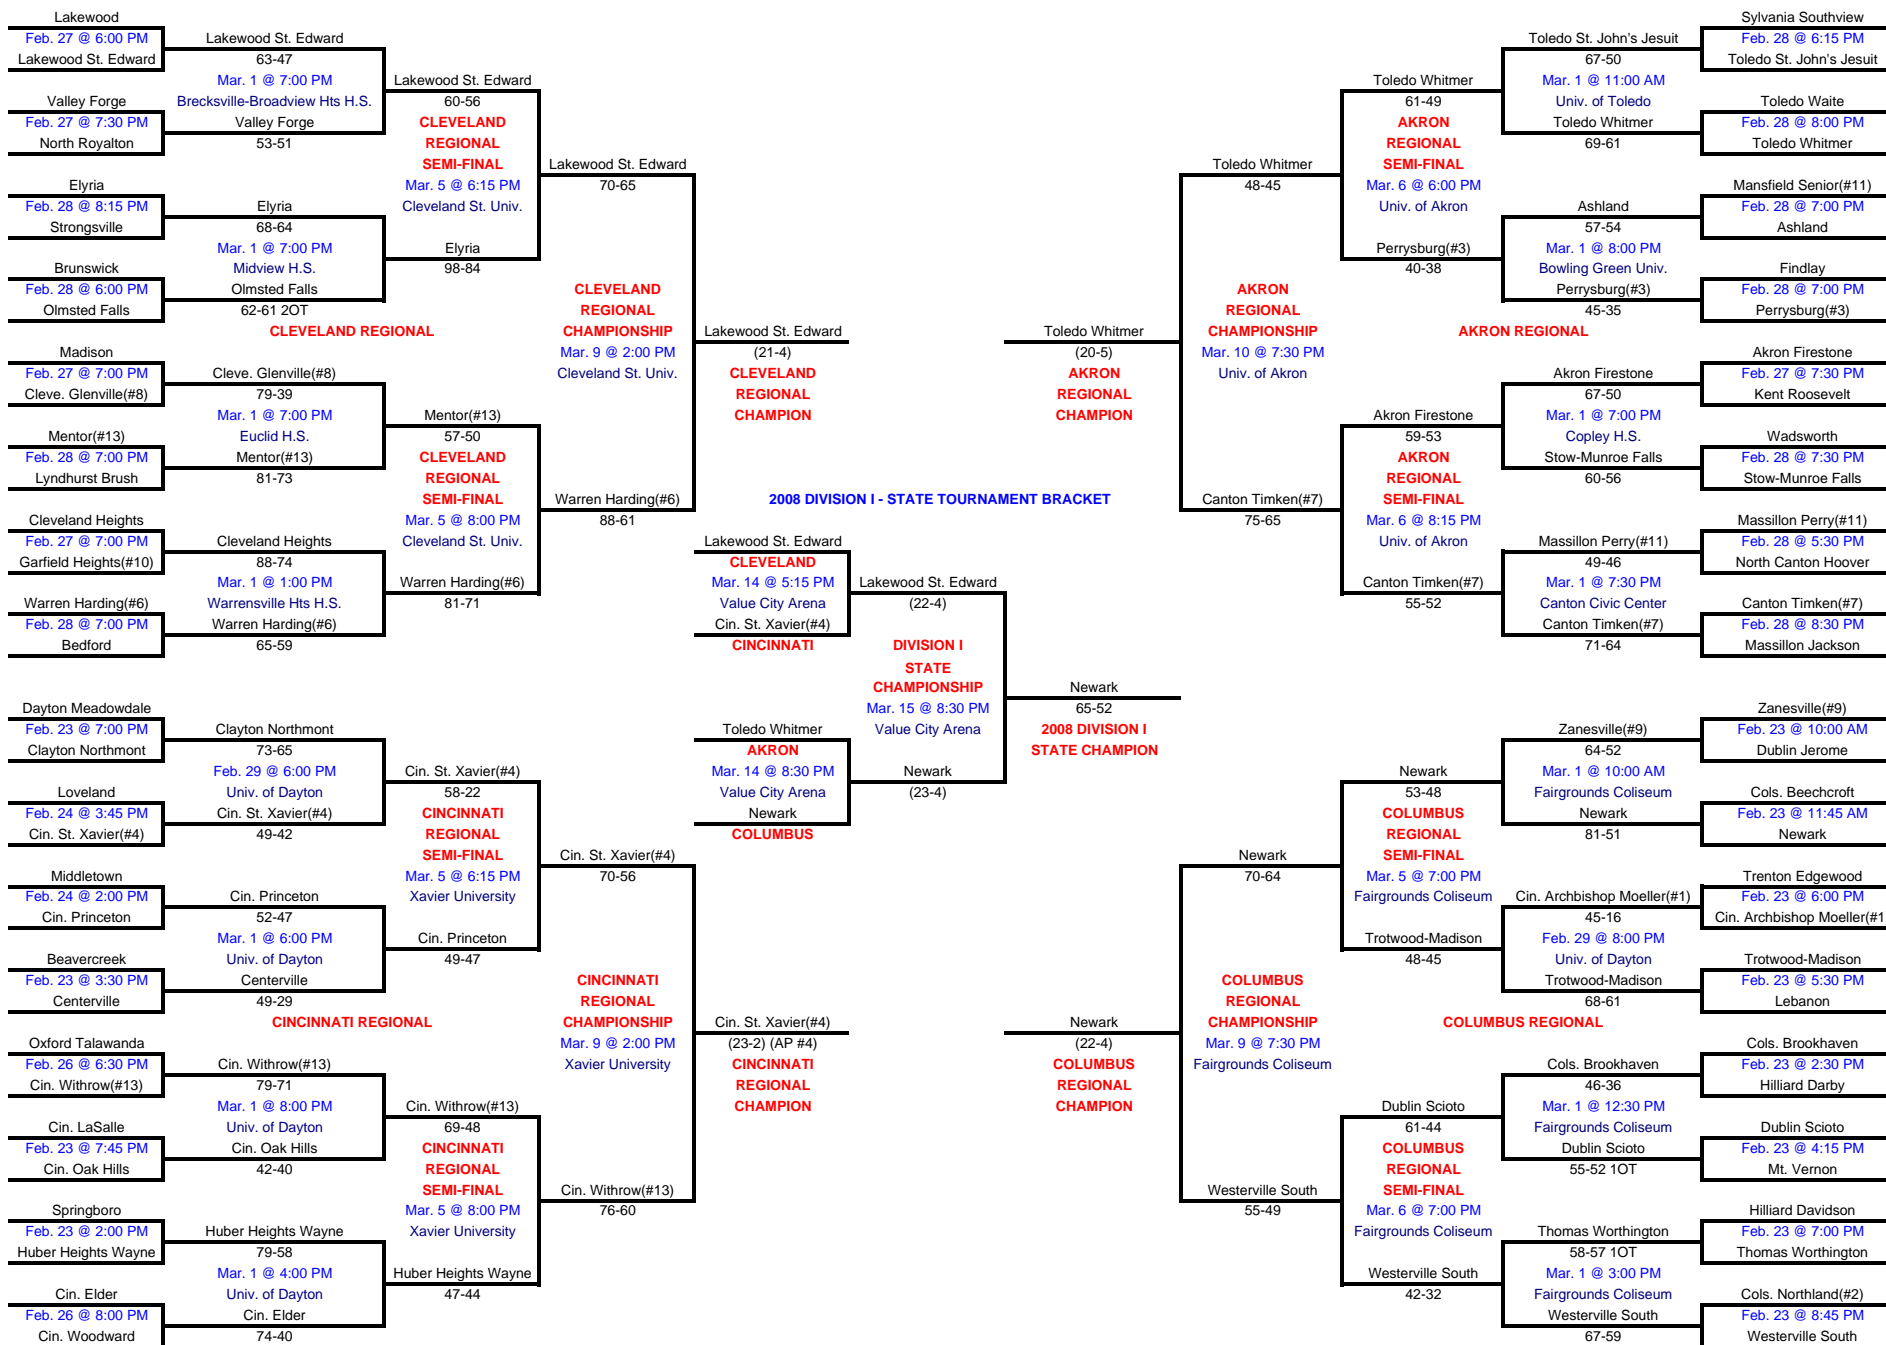 Lakewood
Feb. 27 @ 6:00 PM
Lakewood St. Edward
Valley Forge
Feb. 27 @ 7:30 PM
North Royalton
Elyria
Feb. 28 @ 8:15 PM
Strongsville
Brunswick
Feb. 28 @ 6:00 PM
Olmsted Falls
Madison
Feb. 27 @ 7:00 PM
Cleve. Glenville(#8)
Mentor(#13)
Feb. 28 @ 7:00 PM
Lyndhurst Brush
Cleveland Heights
Feb. 27 @ 7:00 PM
Garfield Heights(#10)
Warren Harding(#6)
Feb. 28 @ 7:00 PM
Bedford
Lakewood St. Edward
63-47
Mar. 1 @ 7:00 PM
Brecksville-Broadview Hts H.S.
Valley Forge
53-51
Elyria
68-64
Mar. 1 @ 7:00 PM
Midview H.S.
Olmsted Falls
62-61 2OT
CLEVELAND REGIONAL
Cleve. Glenville(#8)
79-39
Mar. 1 @ 7:00 PM
Euclid H.S.
Mentor(#13)
81-73
Cleveland Heights
88-74
Mar. 1 @ 1:00 PM
Warrensville Hts H.S.
Warren Harding(#6)
65-59
Lakewood St. Edward
60-56
CLEVELAND
REGIONAL
SEMI-FINAL
Mar. 5 @ 6:15 PM
Cleveland St. Univ.
Elyria
98-84
Mentor(#13)
57-50
CLEVELAND
REGIONAL
SEMI-FINAL
Mar. 5 @ 8:00 PM
Cleveland St. Univ.
Warren Harding(#6)
81-71
Lakewood St. Edward
70-65
CLEVELAND
REGIONAL
CHAMPIONSHIP
Mar. 9 @ 2:00 PM
Cleveland St. Univ.
Warren Harding(#6)
88-61
Lakewood St. Edward
(21-4)
CLEVELAND
REGIONAL
CHAMPION
Dayton Meadowdale
Feb. 23 @ 7:00 PM
Clayton Northmont
Loveland
Feb. 24 @ 3:45 PM
Cin. St. Xavier(#4)
Middletown
Feb. 24 @ 2:00 PM
Cin. Princeton
Beavercreek
Feb. 23 @ 3:30 PM
Centerville
Oxford Talawanda
Feb. 26 @ 6:30 PM
Cin. Withrow(#13)
Cin. LaSalle
Feb. 23 @ 7:45 PM
Cin. Oak Hills
Springboro
Feb. 23 @ 2:00 PM
Huber Heights Wayne
Cin. Elder
Feb. 26 @ 8:00 PM
Cin. Woodward
Clayton Northmont
73-65
Feb. 29 @ 6:00 PM
Univ. of Dayton
Cin. St. Xavier(#4)
49-42
Cin. Princeton
52-47
Mar. 1 @ 6:00 PM
Univ. of Dayton
Centerville
49-29
CINCINNATI REGIONAL
Cin. Withrow(#13)
79-71
Mar. 1 @ 8:00 PM
Univ. of Dayton
Cin. Oak Hills
42-40
Huber Heights Wayne
79-58
Mar. 1 @ 4:00 PM
Univ. of Dayton
Cin. Elder
74-40
Cin. St. Xavier(#4)
58-22
CINCINNATI
REGIONAL
SEMI-FINAL
Mar. 5 @ 6:15 PM
Xavier University
Cin. Princeton
49-47
Cin. Withrow(#13)
69-48
CINCINNATI
REGIONAL
SEMI-FINAL
Mar. 5 @ 8:00 PM
Xavier University
Huber Heights Wayne
47-44
Cin. St. Xavier(#4)
70-56
CINCINNATI
REGIONAL
CHAMPIONSHIP
Mar. 9 @ 2:00 PM
Xavier University
Cin. Withrow(#13)
76-60
Cin. St. Xavier(#4)
(23-2) (AP #4)
CINCINNATI
REGIONAL
CHAMPION
2008 DIVISION I - STATE TOURNAMENT BRACKET
Lakewood St. Edward
CLEVELAND
Mar. 14 @ 5:15 PM
Value City Arena
Cin. St. Xavier(#4)
CINCINNATI
Toledo Whitmer
AKRON
Mar. 14 @ 8:30 PM
Value City Arena
Newark
COLUMBUS
Lakewood St. Edward
(22-4)
DIVISION I
STATE
CHAMPIONSHIP
Mar. 15 @ 8:30 PM
Value City Arena
Newark
(23-4)
Newark
65-52
2008 DIVISION I
STATE CHAMPION
Toledo Whitmer
(20-5)
AKRON
REGIONAL
CHAMPION
Toledo Whitmer
48-45
AKRON
REGIONAL
CHAMPIONSHIP
Mar. 10 @ 7:30 PM
Univ. of Akron
Canton Timken(#7)
75-65
Toledo Whitmer
61-49
AKRON
REGIONAL
SEMI-FINAL
Mar. 6 @ 6:00 PM
Univ. of Akron
Perrysburg(#3)
40-38
Akron Firestone
59-53
AKRON
REGIONAL
SEMI-FINAL
Mar. 6 @ 8:15 PM
Univ. of Akron
Canton Timken(#7)
55-52
Toledo St. John's Jesuit
67-50
Mar. 1 @ 11:00 AM
Univ. of Toledo
Toledo Whitmer
69-61
Ashland
57-54
Mar. 1 @ 8:00 PM
Bowling Green Univ.
Perrysburg(#3)
45-35
AKRON REGIONAL
Akron Firestone
67-50
Mar. 1 @ 7:00 PM
Copley H.S.
Stow-Munroe Falls
60-56
Massillon Perry(#11)
49-46
Mar. 1 @ 7:30 PM
Canton Civic Center
Canton Timken(#7)
71-64
Sylvania Southview
Feb. 28 @ 6:15 PM
Toledo St. John's Jesuit
Toledo Waite
Feb. 28 @ 8:00 PM
Toledo Whitmer
Mansfield Senior(#11)
Feb. 28 @ 7:00 PM
Ashland
Findlay
Feb. 28 @ 7:00 PM
Perrysburg(#3)
Akron Firestone
Feb. 27 @ 7:30 PM
Kent Roosevelt
Wadsworth
Feb. 28 @ 7:30 PM
Stow-Munroe Falls
Massillon Perry(#11)
Feb. 28 @ 5:30 PM
North Canton Hoover
Canton Timken(#7)
Feb. 28 @ 8:30 PM
Massillon Jackson
Newark
(22-4)
COLUMBUS
REGIONAL
CHAMPION
Newark
70-64
COLUMBUS
REGIONAL
CHAMPIONSHIP
Mar. 9 @ 7:30 PM
Fairgrounds Coliseum
Westerville South
55-49
Newark
53-48
COLUMBUS
REGIONAL
SEMI-FINAL
Mar. 5 @ 7:00 PM
Fairgrounds Coliseum
Trotwood-Madison
48-45
Dublin Scioto
61-44
COLUMBUS
REGIONAL
SEMI-FINAL
Mar. 6 @ 7:00 PM
Fairgrounds Coliseum
Westerville South
42-32
Zanesville(#9)
64-52
Mar. 1 @ 10:00 AM
Fairgrounds Coliseum
Newark
81-51
Cin. Archbishop Moeller(#1)
45-16
Feb. 29 @ 8:00 PM
Univ. of Dayton
Trotwood-Madison
68-61
COLUMBUS REGIONAL
Cols. Brookhaven
46-36
Mar. 1 @ 12:30 PM
Fairgrounds Coliseum
Dublin Scioto
55-52 1OT
Thomas Worthington
58-57 1OT
Mar. 1 @ 3:00 PM
Fairgrounds Coliseum
Westerville South
67-59
Zanesville(#9)
Feb. 23 @ 10:00 AM
Dublin Jerome
Cols. Beechcroft
Feb. 23 @ 11:45 AM
Newark
Trenton Edgewood
Feb. 23 @ 6:00 PM
Cin. Archbishop Moeller(#1
Trotwood-Madison
Feb. 23 @ 5:30 PM
Lebanon
Cols. Brookhaven
Feb. 23 @ 2:30 PM
Hilliard Darby
Dublin Scioto
Feb. 23 @ 4:15 PM
Mt. Vernon
Hilliard Davidson
Feb. 23 @ 7:00 PM
Thomas Worthington
Cols. Northland(#2)
Feb. 23 @ 8:45 PM
Westerville South